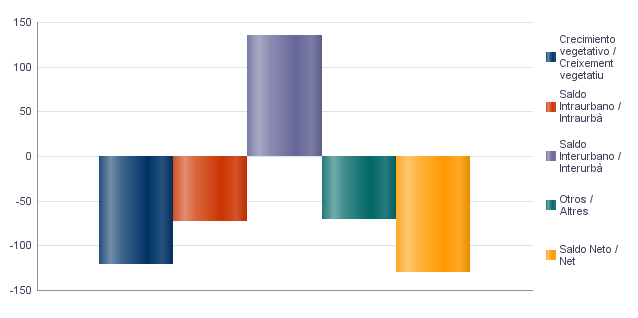 150
100
50
0
-50
-100
-150
Crecimiento
vegetativo /
Creixement
vegetatiu
Saldo
Intraurbano /
Intraurbà
Saldo
Interurbano /
Interurbà
Otros /
Altres
Saldo Neto /
Net